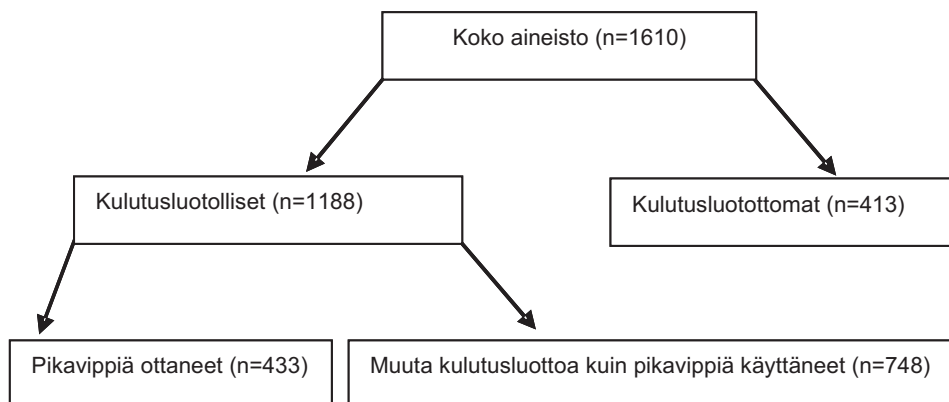 Koko aineisto (n=1610)
Kulutusluotolliset (n=1188)
Kulutusluotottomat (n=413)
Pikavippiä ottaneet (n=433)
Muuta kulutusluottoa kuin pikavippiä käyttäneet (n=748)